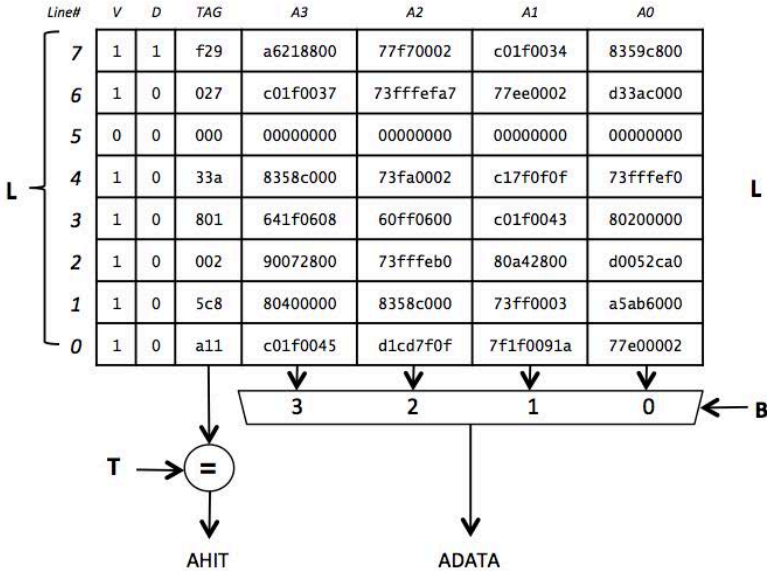 Line# V D TAG A3 A2 A1 A0
7 1 1 f29 a6218800 77f70002 c01f0034 8359c800
6 1 0 027 c01f0037 73fffefa7 77ee0002 d33ac000
5 0 0 000 00000000 00000000 00000000 00000000
L 4 1 0 33a 8358c000 73fa0002 c17f0f0f 73fffef0 L
3 1 0 801 641f0608 60ff0600 c01f0043 80200000
2 1 0 002 90072800 73fffeb0 80a42800 d0052ca0
1 1 0 5c8 80400000 8358c000 73ff0003 a5ab6000
0 1 0 a11 c01f0045 d1cd7f0f 7f1f0091a 77e00002
3 2 1 0 B
T =
AHIT ADATA